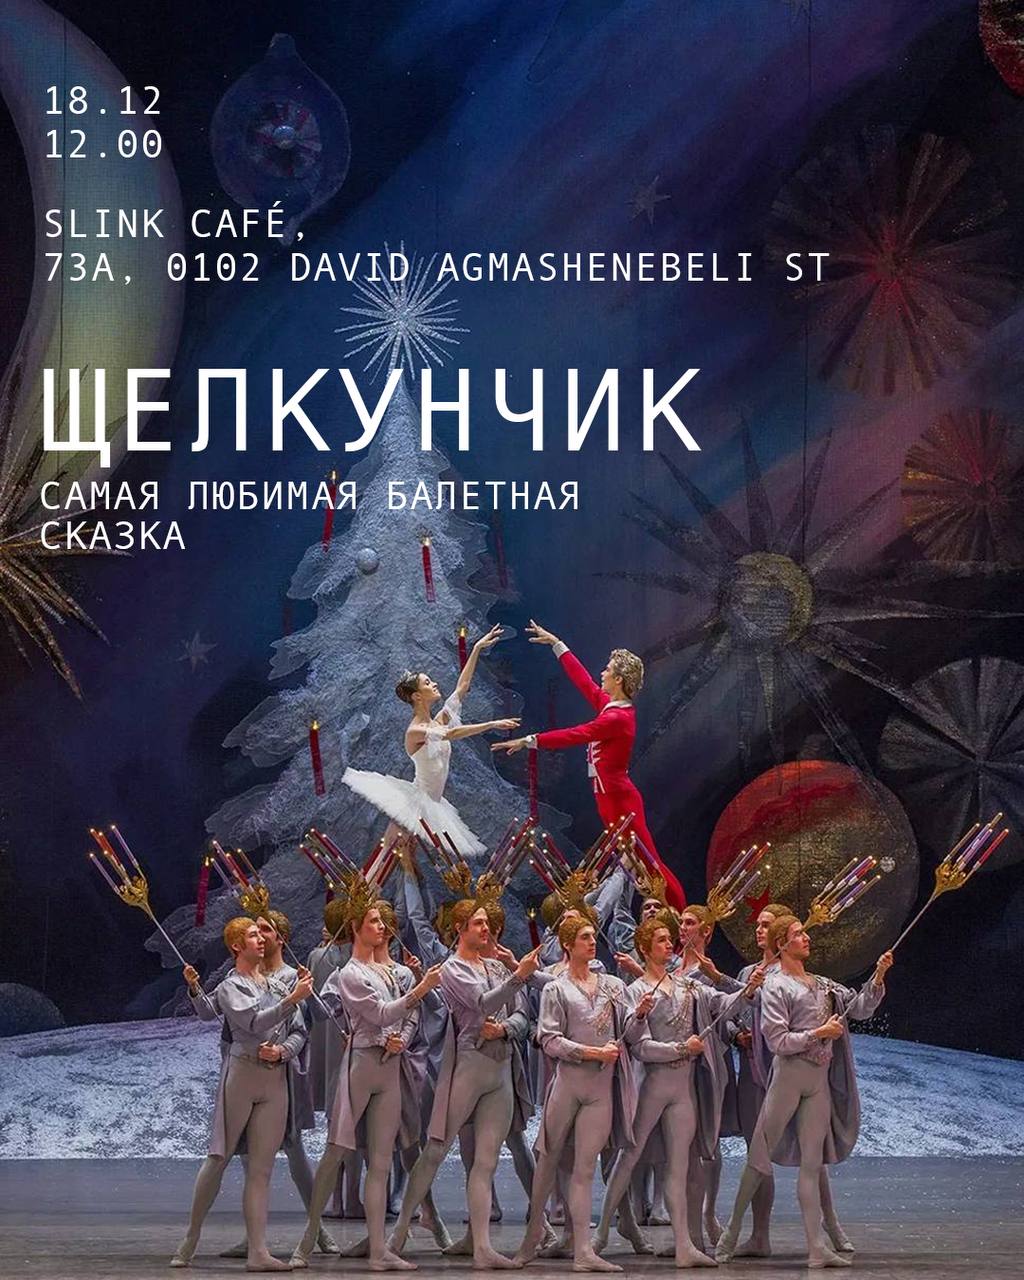 18.12
12.00
SLINK CAFÉ,
73A, 0102 DAVID AGMASHENEBELI ST
ЩЕЛКУНЧИК
САМАЯ ЛЮБИМАЯ БАЛЕТНАЯ
СКАЗКА